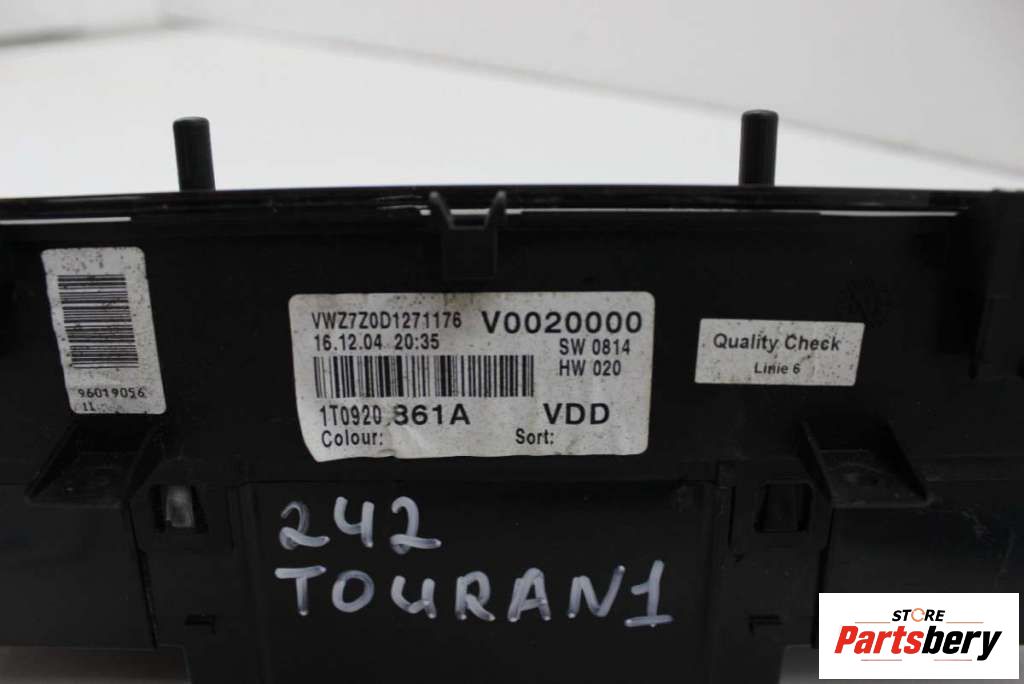 VWZ7Z0D1271176 V0020000
16.12.04 20:35 SW 0814
HW 020
1T0920 861A VDD
Colour: Sort:
96019056
11
Quality Check
Linie 6
242
TOURAN1
STORE
Partsbery